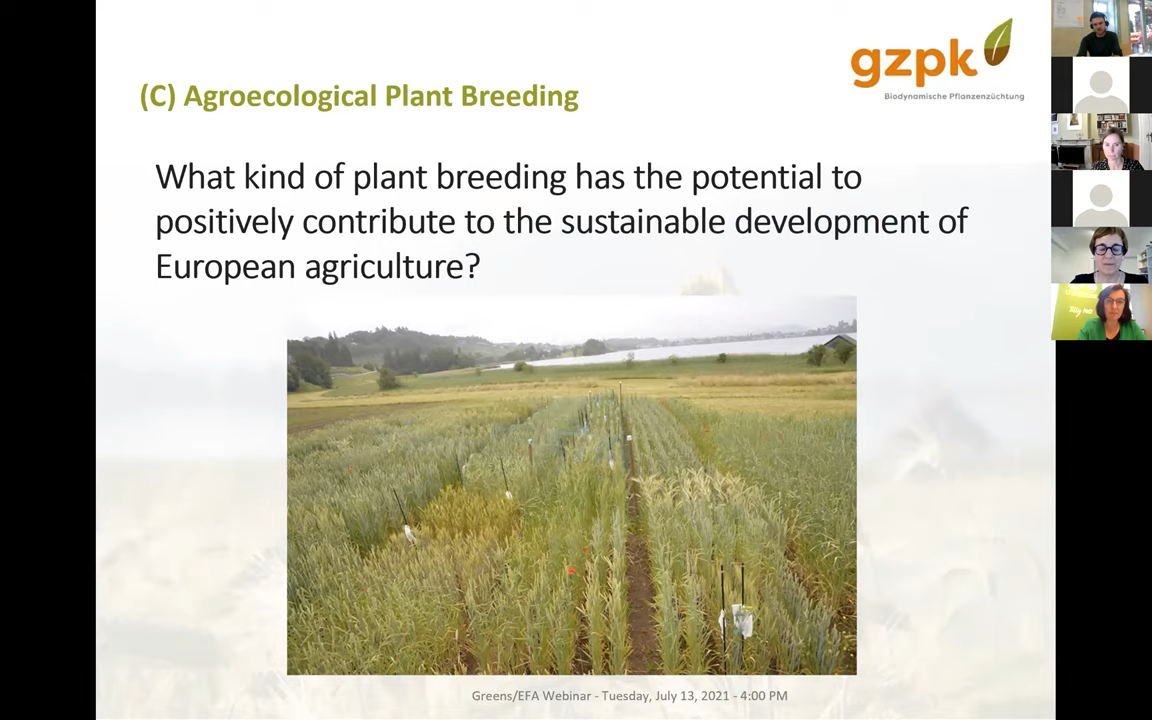 gzpk
Biodynamische Pflanzenzüchtung
(C) Agroecological Plant Breeding
What kind of plant breeding has the potential to
positively contribute to the sustainable development of
European agriculture?
Greens/EFA Webinar - Tuesday, July 13, 2021 - 4:00 PM